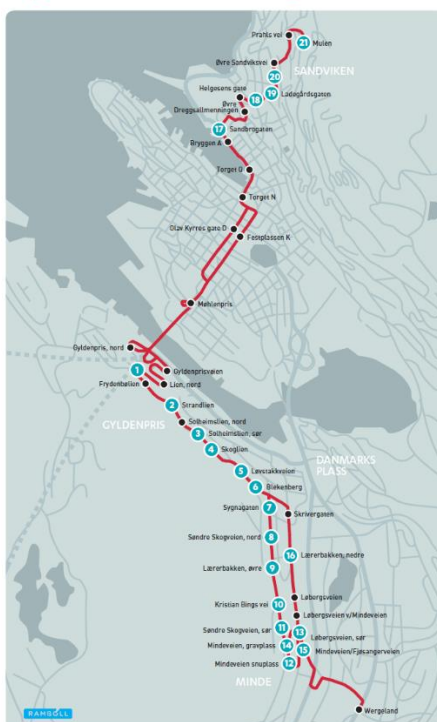 Prahls vei
21
Mulen
SANDVIKEN
Øvre Sandviksvei
20
Helgesens gate
19
Ladegårdsgaten
18
Øvre
Dreggsallmenningen
17
Sandbrogaten
Bryggen A
Torget D
Torget N
Olav Kyrres gate D
Festplassen K
Møhlenpris
Gyldenpris, nord
1
Gyldenprisveien
Frydenbølien
Lien, nord
2
Strandlien
GYLDENPRIS
Solheimslien, nord
3
Solheimslien, sør
4
Skoglien
DANMARKS
PLASS
5
Løvstakkveien
6
Blekenberg
Sygnagaten
7
Skrivergaten
Søndre Skogveien, nord
8
16
Lærerbakken, nedre
Lærerbakken, øvre
9
Kristian Bings vei
10
Løbergsveien
Løbergsveien v/Mindeveien
Søndre Skogveien, sør
11
13
Løbergsveien, sør
Mindeveien, gravplass
14
15
Mindeveien/Fjøsangerveien
Mindeveien snuplass
12
MINDE
Wergeland
RAMBOLL